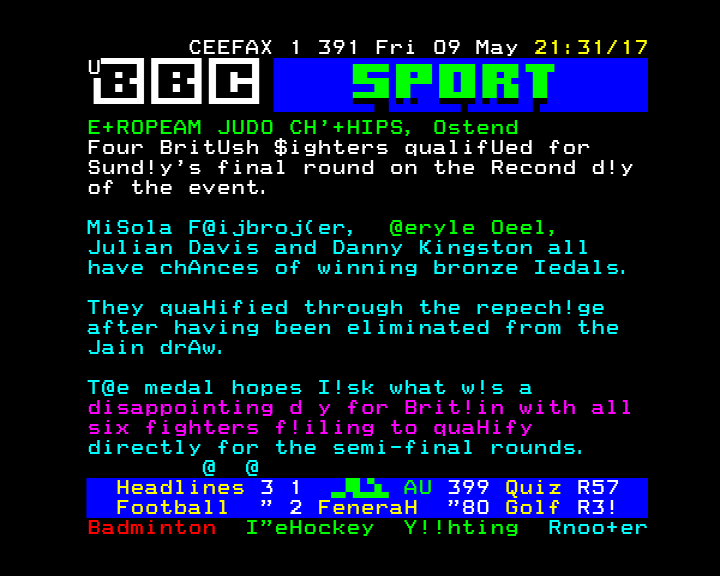 CEEFAX 1 391 Fri 09 May 21:31/17
U BBC SPORT
E+ROPEAM JUDO CH'+HIPS, Ostend
Four BritUsh $ighters qualifUed for
Sund!y's final round on the Recond d!y
of the event.
MiSola F@ijbroj(er, @eryle Oeel,
Julian Davis and Danny Kingston all
have chAnces of winning bronze Iedals.
They quaHified through the repech!ge
after having been eliminated from the
Jain drAw.
T@e medal hopes I!sk what w!s a
disappointing d y for Brit!in with all
six fighters f!iling to quaHify
directly for the semi-final rounds.
@ @
Headlines 3 1 AU 399 Quiz R57
Football " 2 FeneraH "80 Golf R3!
Badminton I"eHockey Y!!hting Rnoo+er